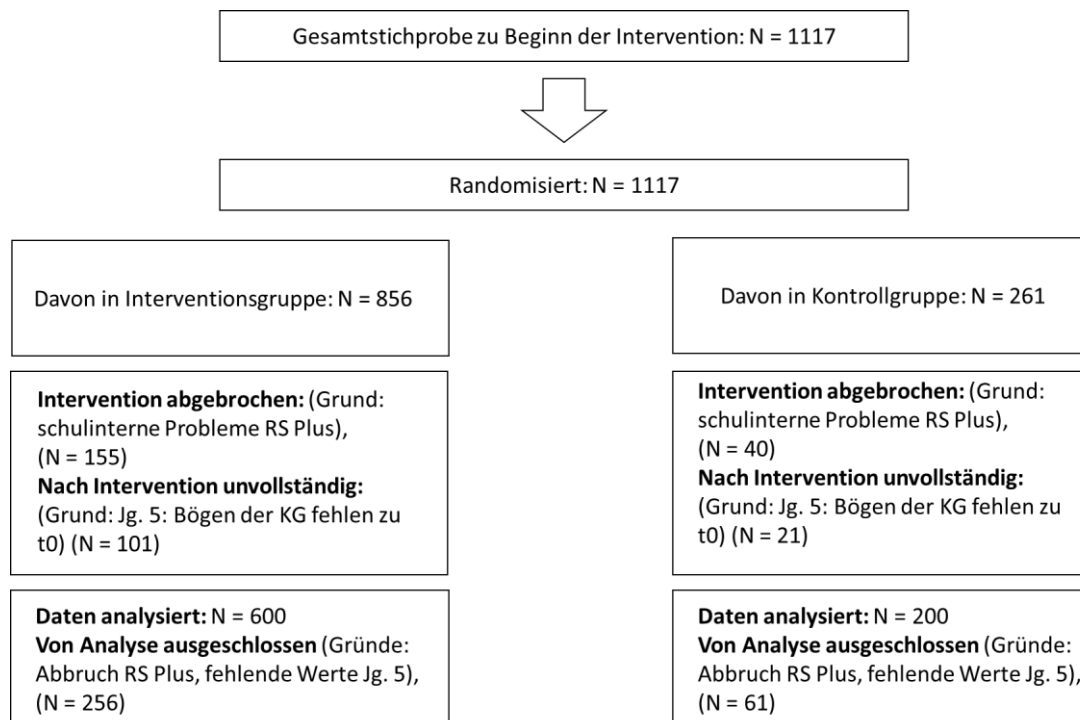 Gesamtstichprobe zu Beginn der Intervention: N = 1117
Randomisiert: N = 1117
Davon in Interventionsgruppe: N = 856
Davon in Kontrollgruppe: N = 261
Intervention abgebrochen: (Grund:
schulinterne Probleme RS Plus),
(N = 155)
Nach Intervention unvollständig:
(Grund: Jg. 5: Bögen der KG fehlen zu
t0) (N = 101)
Intervention abgebrochen: (Grund:
schulinterne Probleme RS Plus),
(N = 40)
Nach Intervention unvollständig:
(Grund: Jg. 5: Bögen der KG fehlen zu
t0) (N = 21)
Daten analysiert: N = 600
Von Analyse ausgeschlossen (Gründe:
Abbruch RS Plus, fehlende Werte Jg. 5),
(N = 256)
Daten analysiert: N = 200
Von Analyse ausgeschlossen (Gründe:
Abbruch RS Plus, fehlende Werte Jg. 5),
(N = 61)